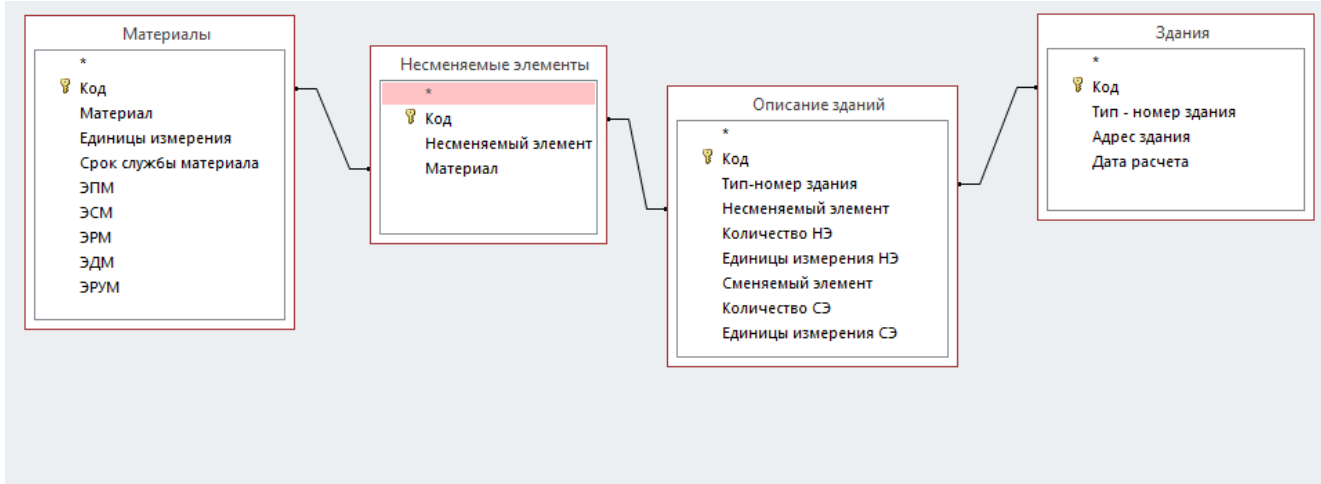 Материалы
*
Код
Материал
Единицы измерения
Срок службы материала
ЭПМ
ЭСМ
ЭРМ
ЭДМ
ЭРУМ
Несменяемые элементы
*
Код
Несменяемый элемент
Материал
Описание зданий
*
Код
Тип-номер здания
Несменяемый элемент
Количество НЭ
Единицы измерения НЭ
Сменяемый элемент
Количество СЭ
Единицы измерения СЭ
Здания
*
Код
Тип - номер здания
Адрес здания
Дата расчета